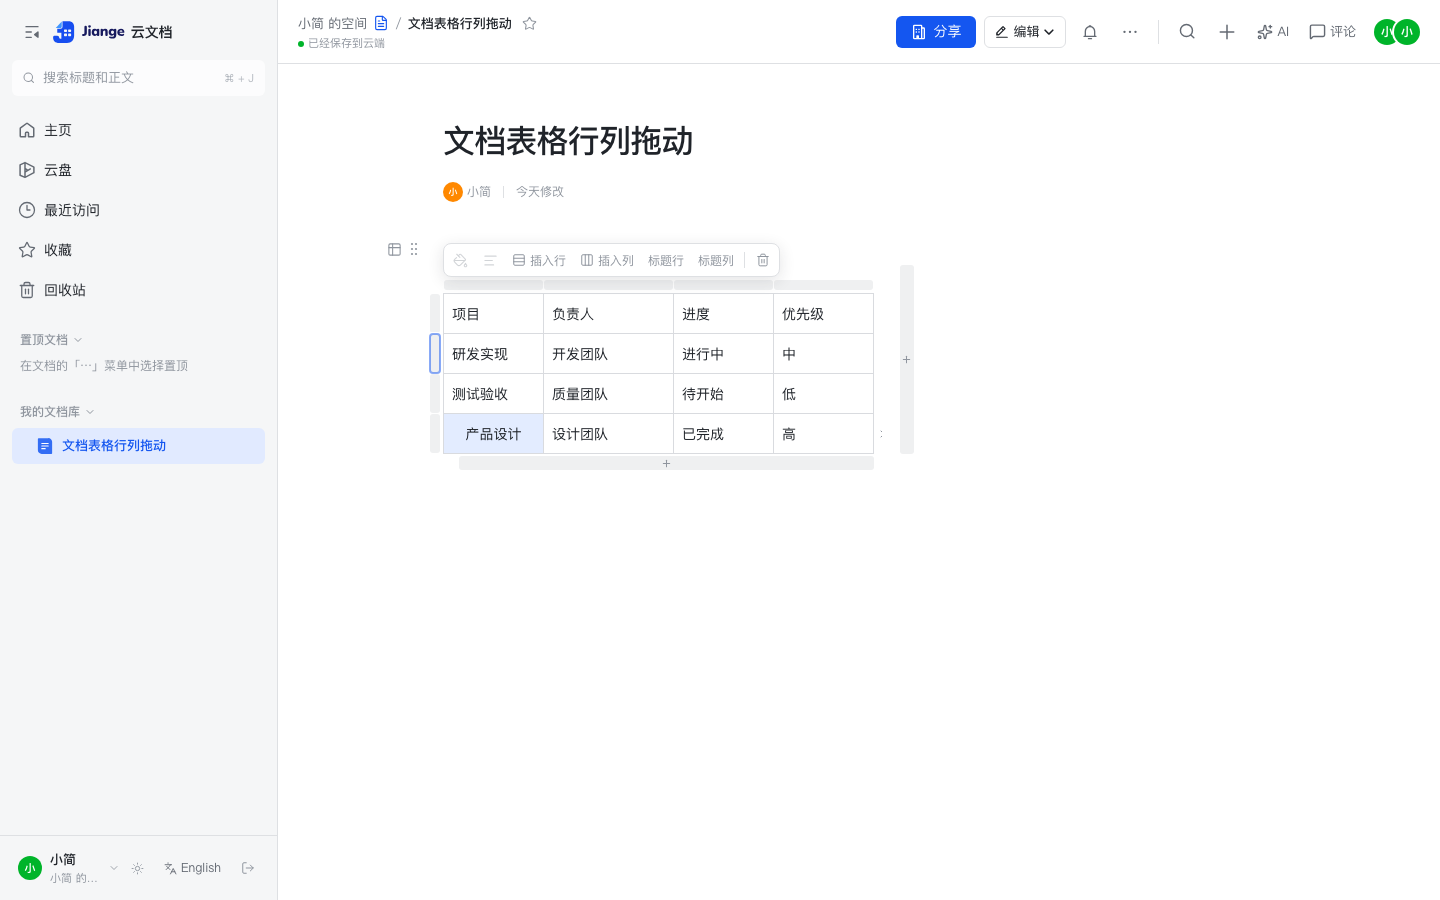 Jiange 云文档
搜索标题和正文 ⌘ + J
主页
云盘
最近访问
收藏
回收站
置顶文档
在文档的「…」菜单中选择置顶
我的文档库
文档表格行列拖动
小
小简
小简 的...
English
小简 的空间 / 文档表格行列拖动
已经保存到云端
分享
编辑
AI
评论
小
小
文档表格行列拖动
小 小简 今天修改
插入行 插入列 标题行 标题列
项目 负责人 进度 优先级
研发实现 开发团队 进行中 中
测试验收 质量团队 待开始 低
产品设计 设计团队 已完成 高
+
+